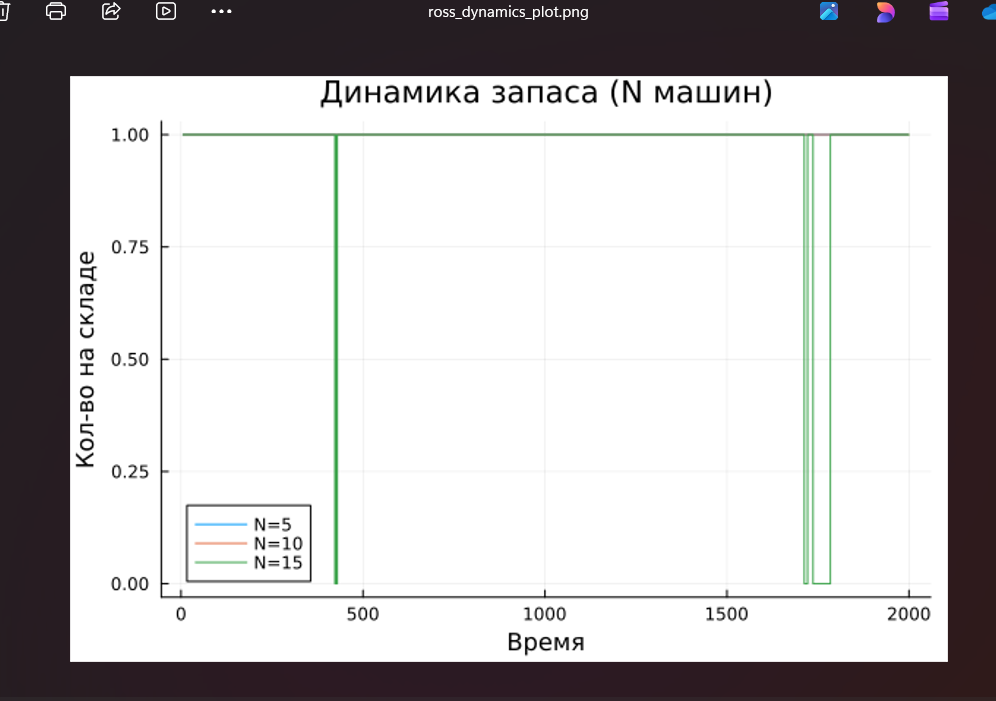 ross_dynamics_plot.png
Динамика запаса (N машин)
Кол-во на складе
1.00
0.75
0.50
0.25
0.00
N=5
N=10
N=15
0 500 1000 1500 2000
Время